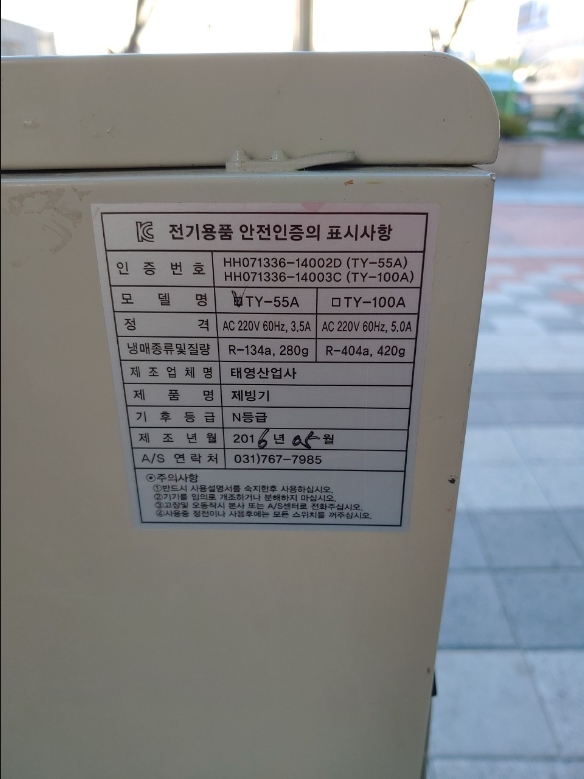 전기용품 안전인증의 표시사항
인 증 번 호 HH071336-14002D (TY-55A)
HH071336-14003C (TY-100A)
모 델 명 TY-55A TY-100A
정 격 AC 220V 60Hz, 3,5A AC 220V 60Hz, 5,0A
냉매종류및질량 R-134a, 280g R-404a, 420g
제 조 업 체 명 태영산업사
제 품 명 제빙기
기 후 등 급 N등급
제 조 년 월 2016년 05월
A/S 연 락 처 031)767-7985
⊙주의사항
①반드시 사용설명서를 숙지한후 사용하십시오.
②기기를 임의로 개조하거나 분해하지 마십시오.
③고장및 오동작시 본사 또는 A/S센터로 전화주십시오.
④사용중 정전이나 사용후에는 모든 스위치를 꺼주십시오.